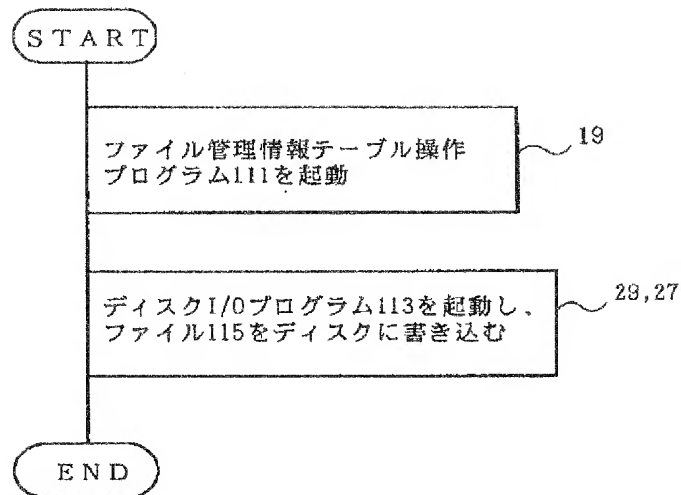 START
ファイル管理情報テーブル操作
プログラム111を起動
19
ディスクI/Oプログラム113を起動し、
ファイル115をディスクに書き込む
29,27
END